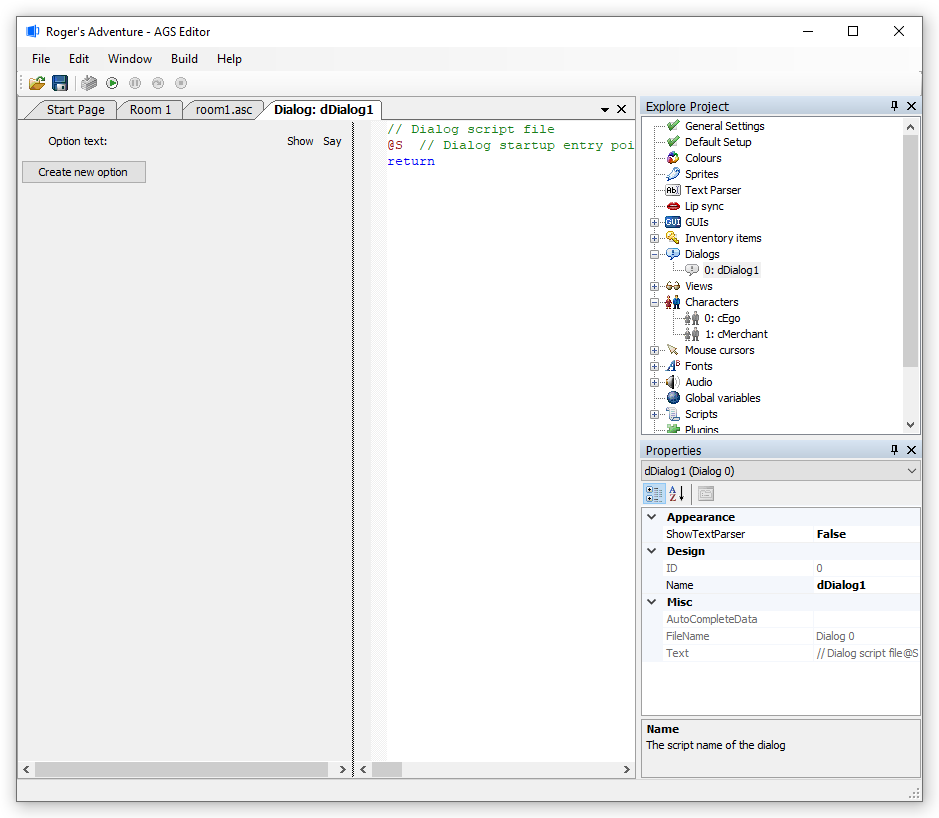 Roger's Adventure - AGS Editor
File Edit Window Build Help
Start Page Room 1 room1.asc Dialog: dDialog1
Option text: Show Say
Create new option
// Dialog script file
@S // Dialog startup entry poi
return
Explore Project
General Settings
Default Setup
Colours
Sprites
Ab Text Parser
Lip sync
GUI GUIs
Inventory items
Dialogs
0: dDialog1
Views
Characters
0: cEgo
1: cMerchant
Mouse cursors
Fonts
Audio
Global variables
Scripts
Plugins
Properties
dDialog1 (Dialog 0)
A Z
Appearance
ShowTextParser False
Design
ID 0
Name dDialog1
Misc
AutoCompleteData
FileName Dialog 0
Text // Dialog script file@S
Name
The script name of the dialog